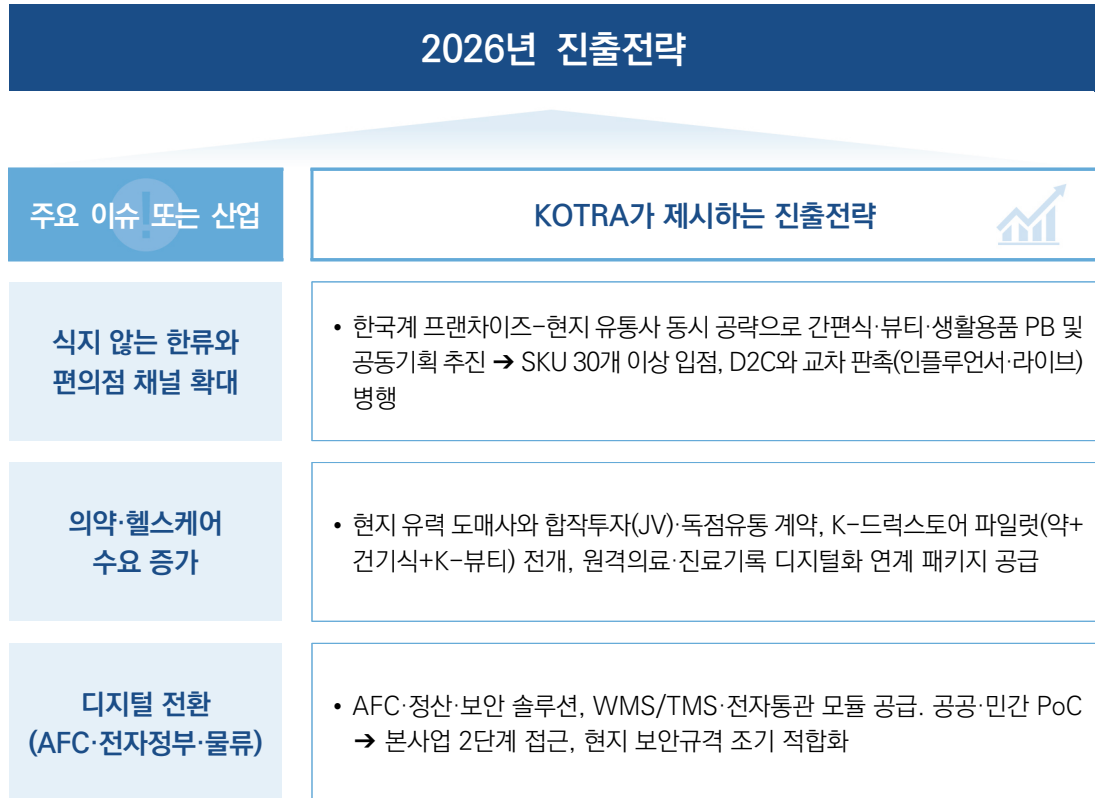 2026년 진출전략
주요 이슈 또는 산업
KOTRA가 제시하는 진출전략
식지 않는 한류와
편의점 채널 확대
• 한국계 프랜차이즈-현지 유통사 동시 공략으로 간편식·뷰티·생활용품 PB 및
공동기획 추진 ➔ SKU 30개 이상 입점, D2C와 교차 판촉(인플루언서·라이브)
병행
의약·헬스케어
수요 증가
• 현지 유력 도매사와 합작투자(JV)·독점유통 계약, K-드럭스토어 파일럿(약+
건기식+K-뷰티) 전개, 원격의료·진료기록 디지털화 연계 패키지 공급
디지털 전환
(AFC·전자정부·물류)
• AFC·정산·보안 솔루션, WMS/TMS·전자통관 모듈 공급. 공공·민간 PoC
➔ 본사업 2단계 접근, 현지 보안규격 조기 적합화